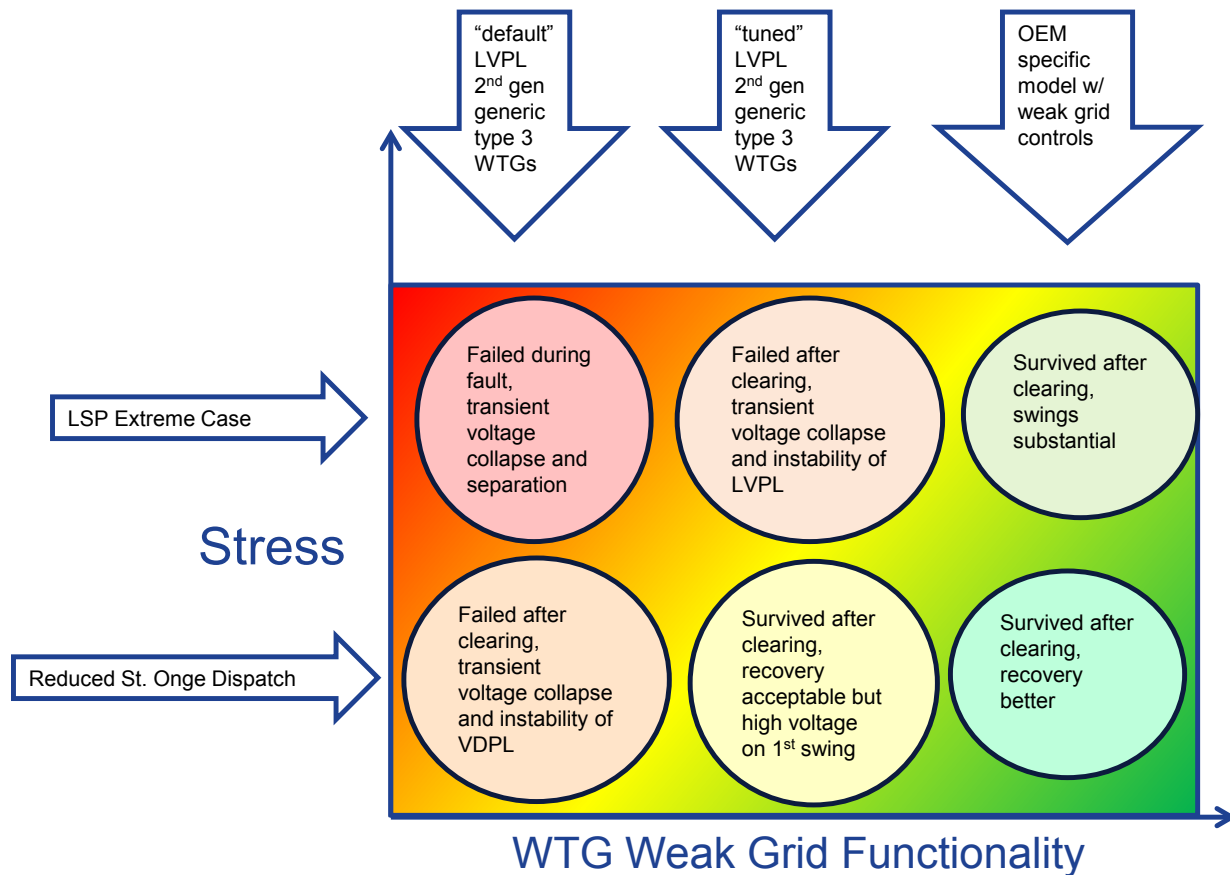 “default”
LVPL
2nd gen
generic
type 3
WTGs
“tuned”
LVPL
2nd gen
generic
type 3
WTGs
OEM
specific
model w/
weak grid
controls
LSP Extreme Case
Failed during
fault,
transient
voltage
collapse and
separation
Failed after
clearing,
transient
voltage collapse
and instability of
LVPL
Survived after
clearing,
swings
substantial
Stress
Reduced St. Onge Dispatch
Failed after
clearing,
transient
voltage collapse
and instability of
VDPL
Survived after
clearing,
recovery
acceptable but
high voltage
on 1st swing
Survived after
clearing,
recovery
better
WTG Weak Grid Functionality